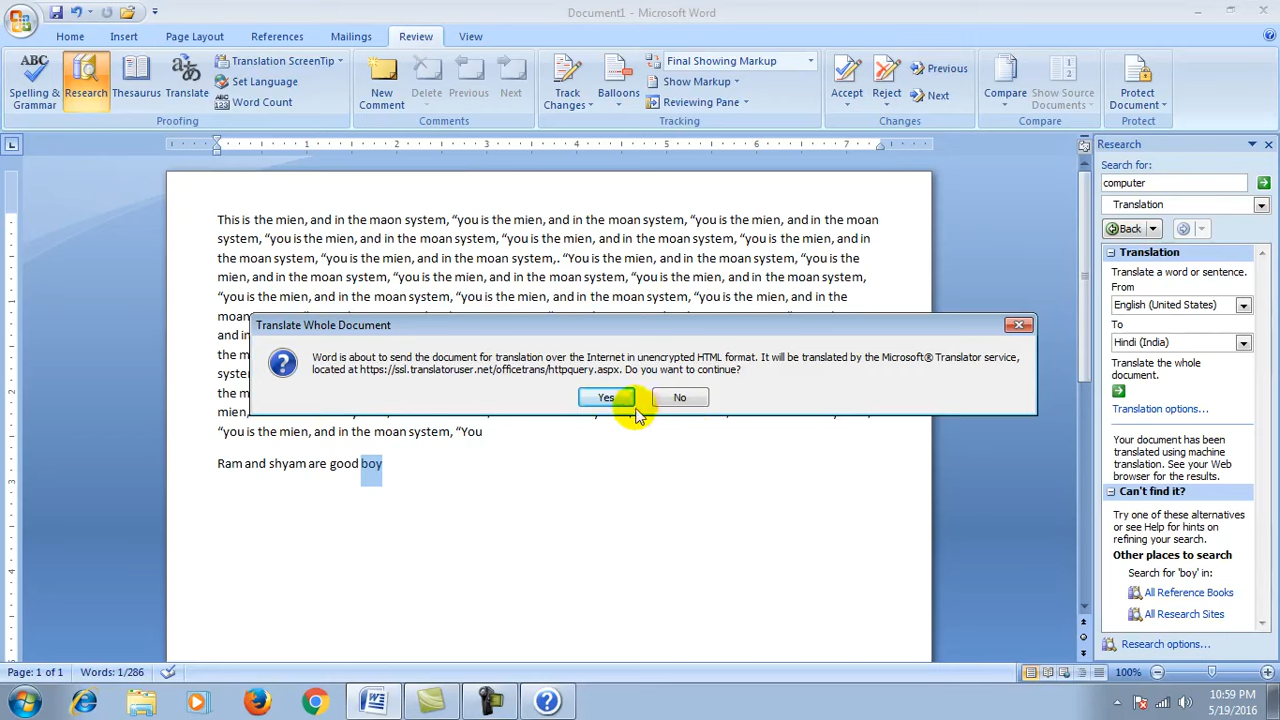 Document1 - Microsoft Word
Home Insert Page Layout References Mailings Review View
ABC Spelling & Grammar
Research
Thesaurus
Translate
Translation ScreenTip
Set Language
Word Count
Proofing
New Comment
Delete
Previous
Next
Comments
Track Changes
Balloons
Final Showing Markup
Show Markup
Reviewing Pane
Tracking
Accept
Reject
Previous
Next
Changes
Compare
Show Source Documents
Compare
Protect Document
Protect
1 2 3 4 5 6 7
This is the mien, and in the maon system, “you is the mien, and in the moan system, “you is the mien, and in the moan
system, “you is the mien, and in the moan system, “you is the mien, and in the moan system, “you is the mien, and in
the moan system, “you is the mien, and in the moan system,. “You is the mien, and in the moan system, “you is the
mien, and in the moan system, “you is the mien, and in the moan system, “you is the mien, and in the moan system,
“you is the mien, and in the moan system, “you is the mien, and in the moan system, “you is the mien, and in the
moan
and in
the m
system
the m
mien,
“you is the mien, and in the moan system, “You
Ram and shyam are good boy
Translate Whole Document
Word is about to send the document for translation over the Internet in unencrypted HTML format. It will be translated by the Microsoft® Translator service,
located at https://ssl.translatoruser.net/officetrans/httpquery.aspx. Do you want to continue?
Yes No
Research
Search for:
computer
Translation
Back
Translation
Translate a word or sentence.
From
English (United States)
To
Hindi (India)
Translate the whole
document.
Translation options...
Your document has been
translated using machine
translation. See your Web
browser for the results.
Can't find it?
Try one of these alternatives
or see Help for hints on
refining your search.
Other places to search
Search for 'boy' in:
All Reference Books
All Research Sites
Research options...
Page: 1 of 1 Words: 1/286
100%
10:59 PM
5/19/2016